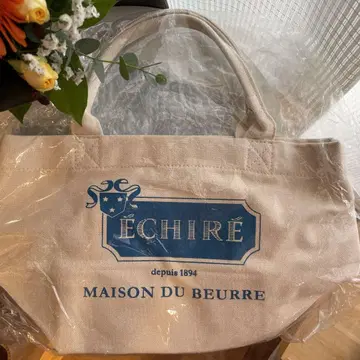 ÉCHIRÉ
depuis 1894
MAISON DU BEURRE